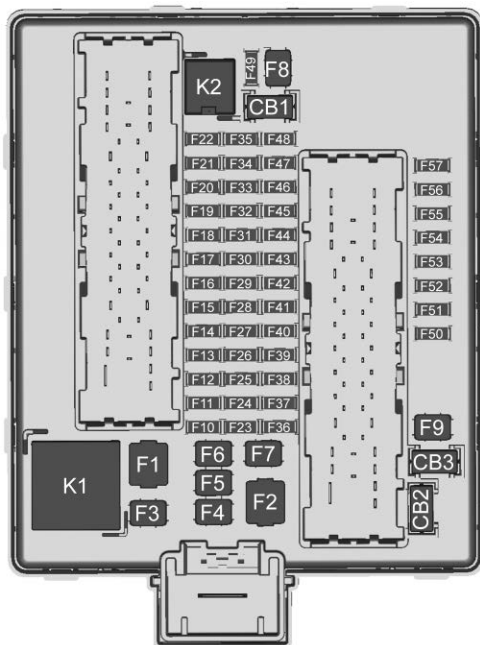 F49 F8
K2
CB1
F22 F35 F48
F21 F34 F47 F57
F20 F33 F46 F56
F19 F32 F45 F55
F18 F31 F44 F54
F17 F30 F43 F53
F16 F29 F42 F52
F15 F28 F41 F51
F14 F27 F40 F50
F13 F26 F39
F12 F25 F38
F11 F24 F37
F10 F23 F36 F9
F1 F6 F7 CB3
K1 F5
F3 F4 F2 CB2